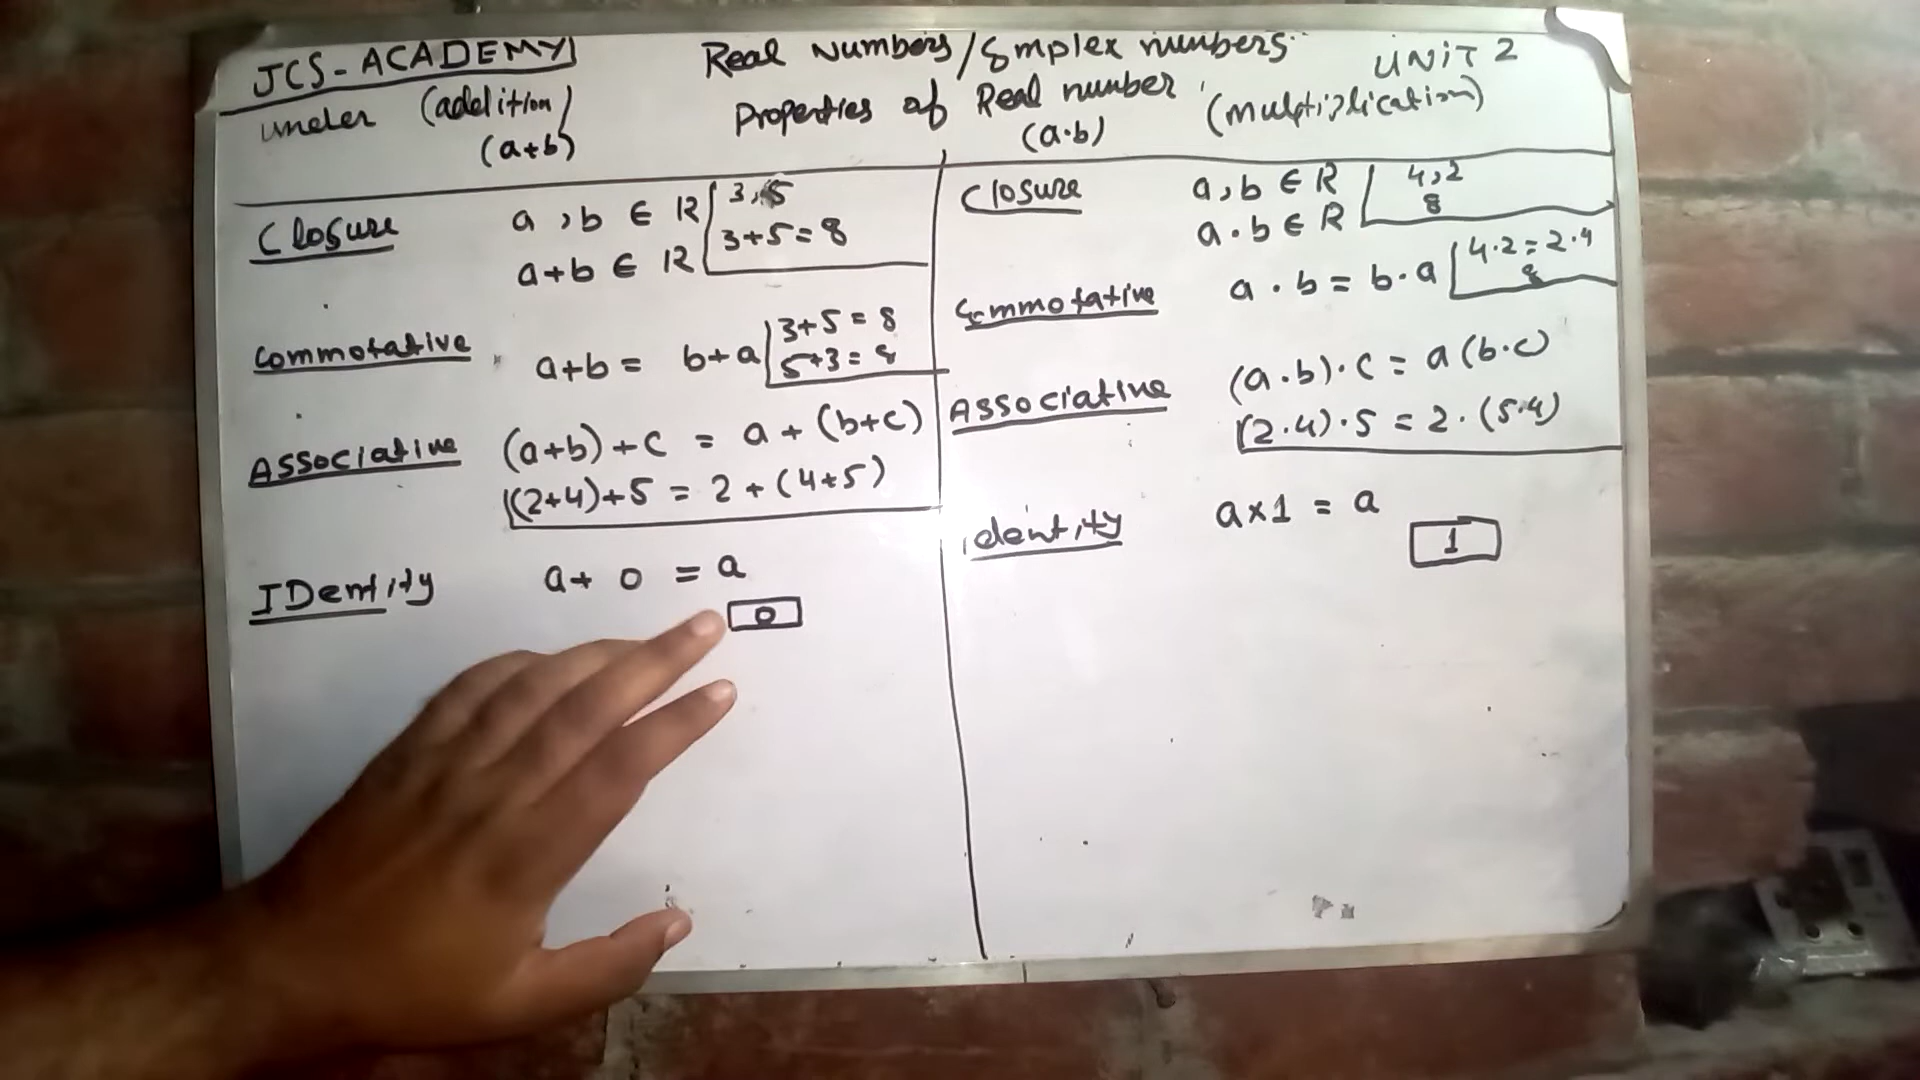 JCS-ACADEMY
Real Numbers/Complex numbers
UNIT 2
under (addition)
(a+b)
Properties of Real number
(a·b)
(multiplication)
Closure
a,b ∈ R
a+b ∈ R
3,5
3+5=8
Commotative
a+b = b+a
3+5=8
5+3=8
Associative
(a+b)+c = a+(b+c)
(2+4)+5 = 2+(4+5)
IDentity
a+ 0 = a
0
Closure
a,b ∈ R
a·b ∈ R
4,2
8
Commotative
a·b = b·a
4·2=2·4
8
Associative
(a·b)·c = a(b·c)
(2·4)·5 = 2·(5·4)
identity
a×1 = a
1